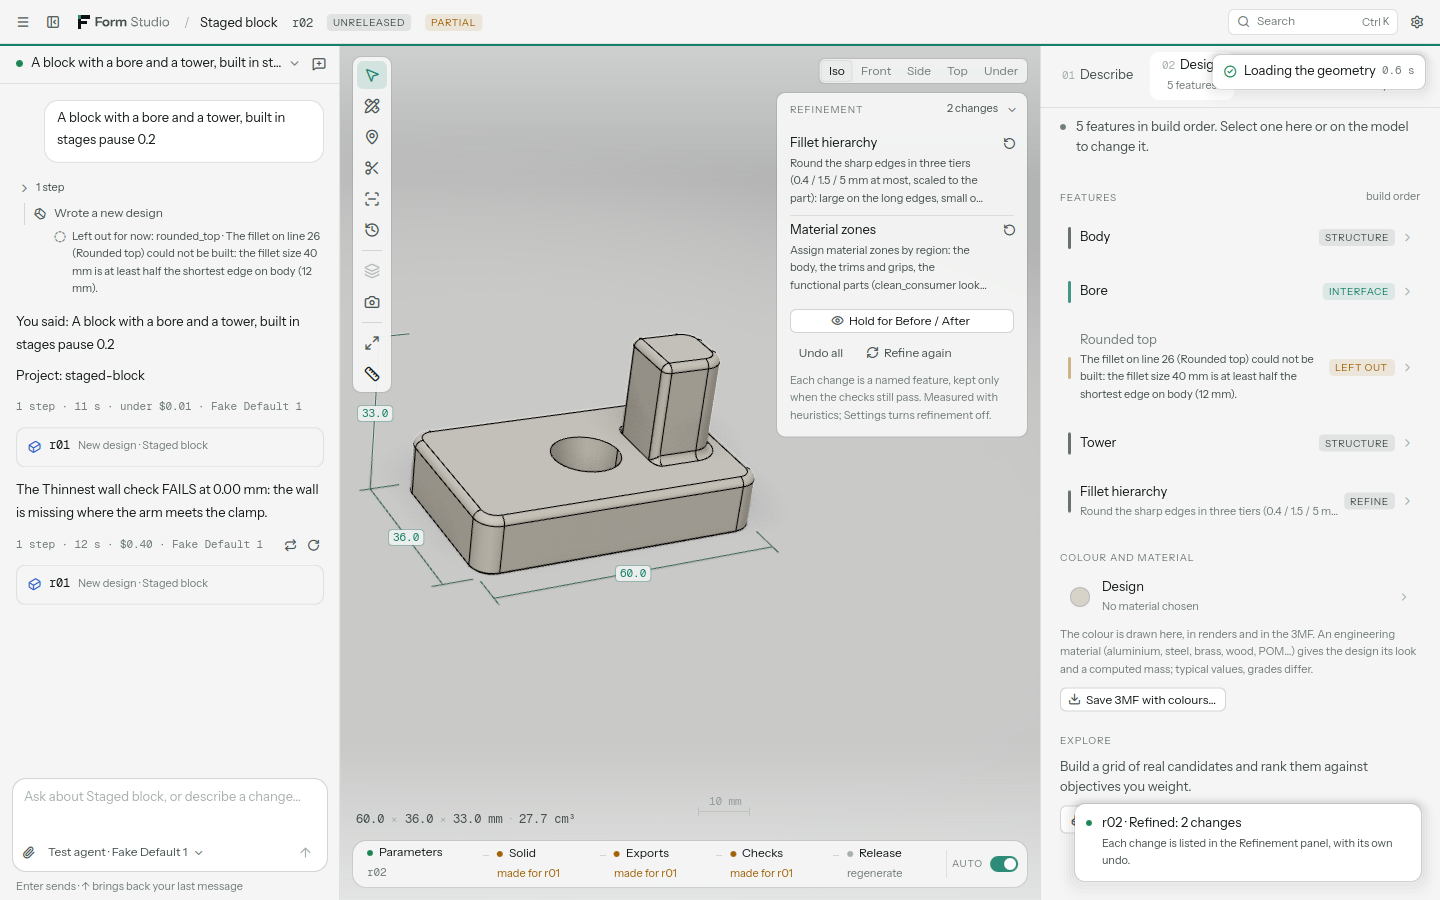 Form Studio / Staged block r02 UNRELEASED PARTIAL
Search Ctrl K
A block with a bore and a tower, built in st...
A block with a bore and a tower, built in
stages pause 0.2
1 step
Wrote a new design
Left out for now: rounded_top · The fillet on line 26
(Rounded top) could not be built: the fillet size 40
mm is at least half the shortest edge on body (12
mm).
You said: A block with a bore and a tower, built in
stages pause 0.2
Project: staged-block
1 step · 11 s · under $0.01 · Fake Default 1
r01 New design · Staged block
The Thinnest wall check FAILS at 0.00 mm: the wall
is missing where the arm meets the clamp.
1 step · 12 s · $0.40 · Fake Default 1
r01 New design · Staged block
Ask about Staged block, or describe a change...
Test agent · Fake Default 1
Enter sends · ↑ brings back your last message
Iso Front Side Top Under
REFINEMENT 2 changes
Fillet hierarchy
Round the sharp edges in three tiers
(0.4 / 1.5 / 5 mm at most, scaled to the
part): large on the long edges, small o...
Material zones
Assign material zones by region: the
body, the trims and grips, the
functional parts (clean_consumer look...
Hold for Before / After
Undo all Refine again
Each change is a named feature, kept only
when the checks still pass. Measured with
heuristics; Settings turns refinement off.
33.0
36.0
60.0
10 mm
60.0 × 36.0 × 33.0 mm · 27.7 cm³
Parameters Solid Exports Checks Release
r02 made for r01 made for r01 made for r01 regenerate
AUTO
01 Describe
02 Desig
5 features
Loading the geometry 0.6 s
5 features in build order. Select one here or on the model
to change it.
FEATURES build order
Body STRUCTURE
Bore INTERFACE
Rounded top
The fillet on line 26 (Rounded top) could not be
built: the fillet size 40 mm is at least half the
shortest edge on body (12 mm).
LEFT OUT
Tower STRUCTURE
Fillet hierarchy
Round the sharp edges in three tiers (0.4 / 1.5 / 5 m...
REFINE
COLOUR AND MATERIAL
Design
No material chosen
The colour is drawn here, in renders and in the 3MF. An engineering
material (aluminium, steel, brass, wood, POM...) gives the design its look
and a computed mass; typical values, grades differ.
Save 3MF with colours...
EXPLORE
Build a grid of real candidates and rank them against
objectives you weight.
r02 · Refined: 2 changes
Each change is listed in the Refinement panel, with its own
undo.